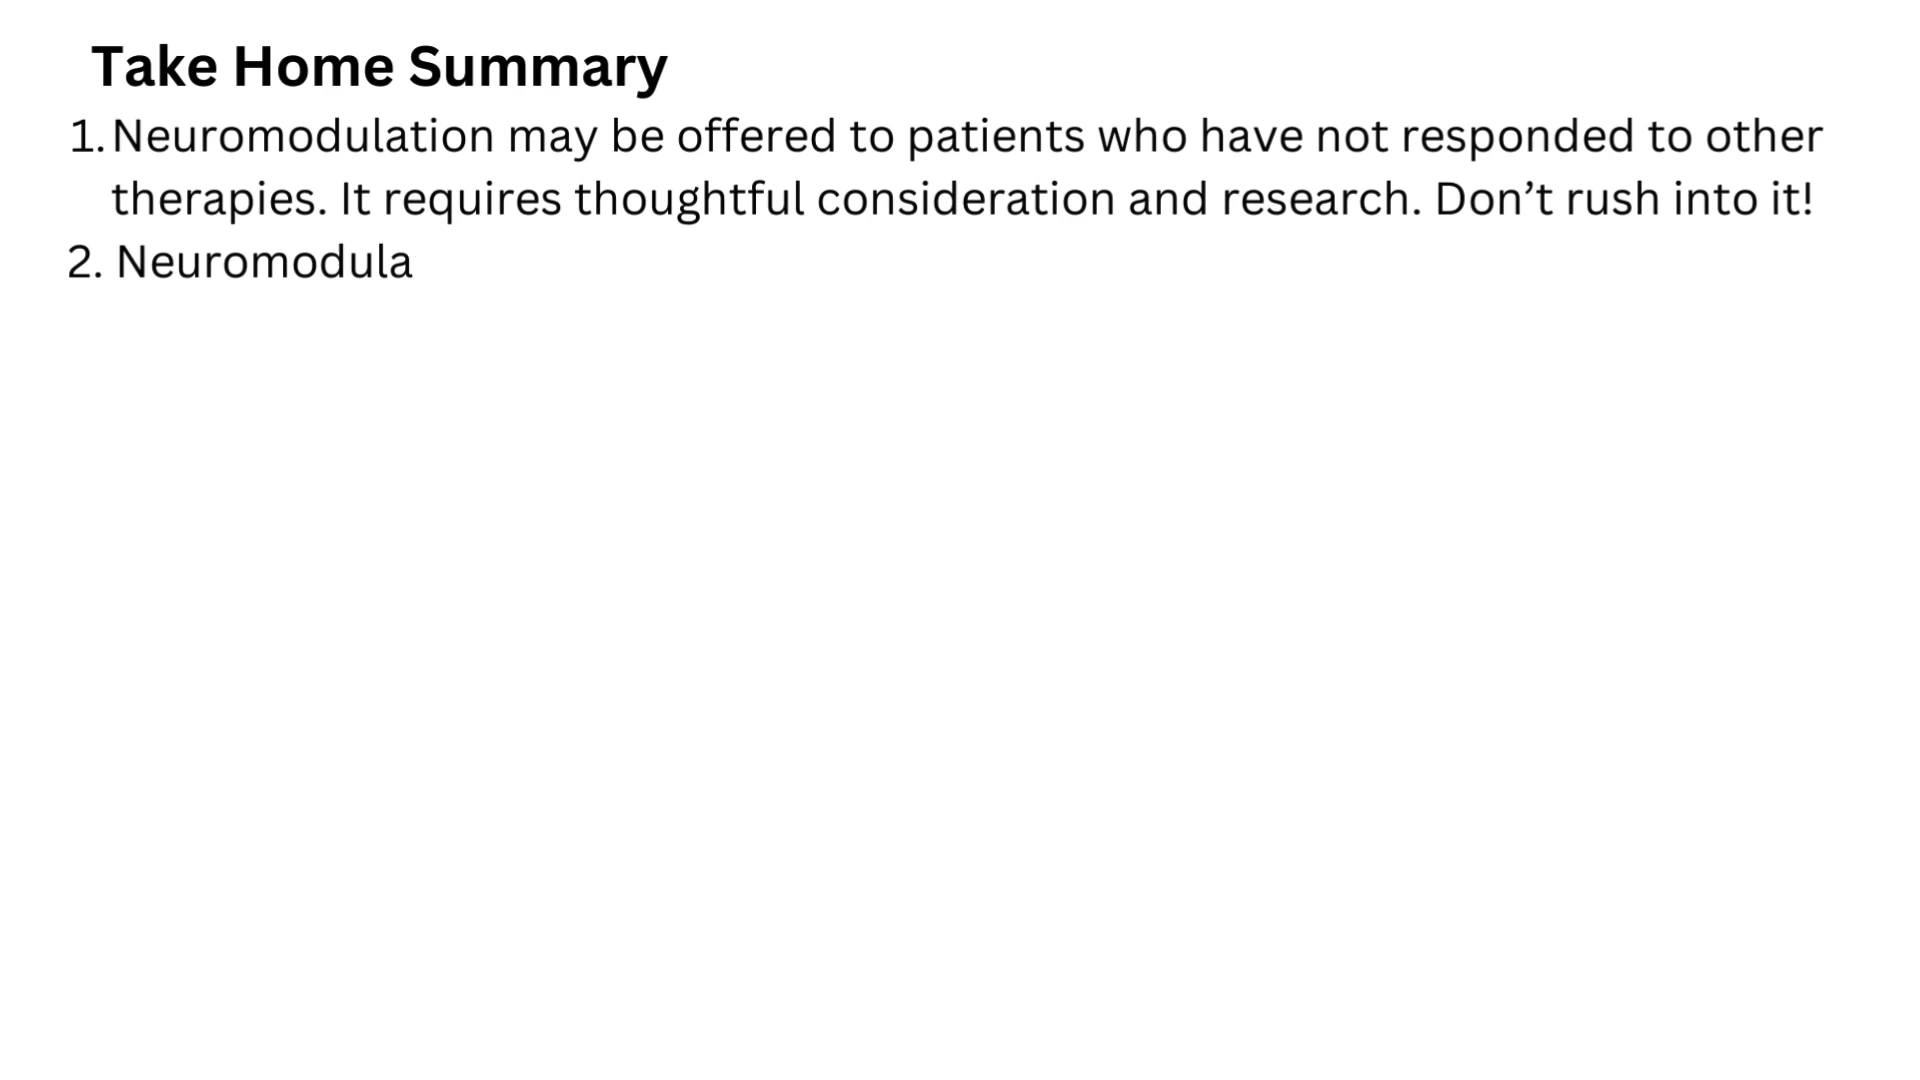 Take Home Summary
1. Neuromodulation may be offered to patients who have not responded to other
therapies. It requires thoughtful consideration and research. Don’t rush into it!
2. Neuromodula